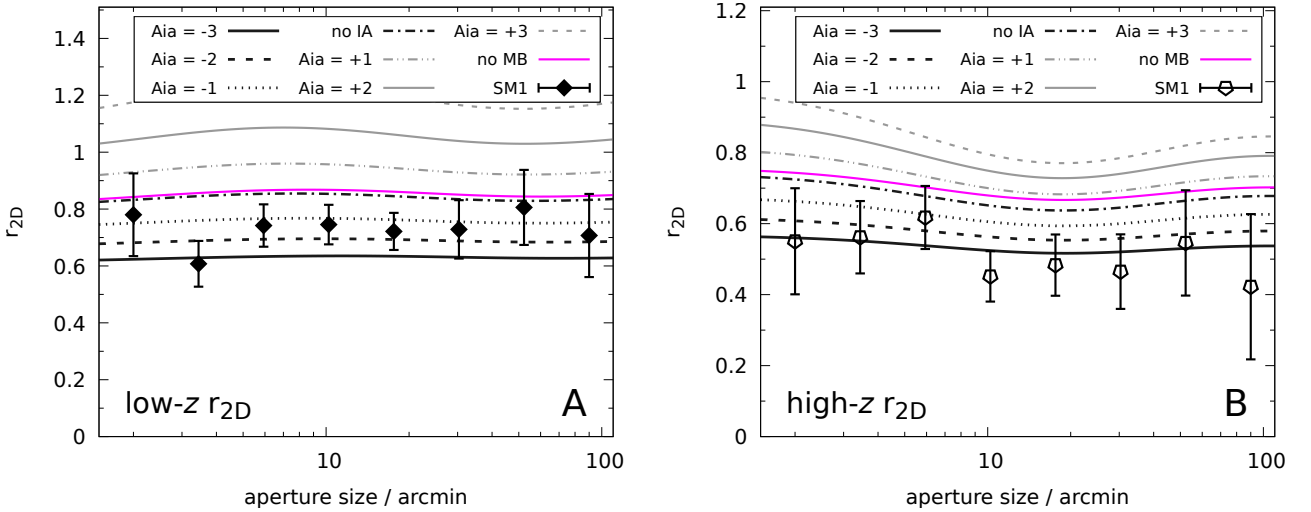 1.4
1.2
1
0.8
0.6
0.4
0.2
0
r2D
Aia = -3 no IA Aia = +3
Aia = -2 Aia = +1 no MB
Aia = -1 Aia = +2 SM1
low-z r2D
A
10 100
aperture size / arcmin
1.2
1
0.8
0.6
0.4
0.2
0
r2D
Aia = -3 no IA Aia = +3
Aia = -2 Aia = +1 no MB
Aia = -1 Aia = +2 SM1
high-z r2D
B
10 100
aperture size / arcmin